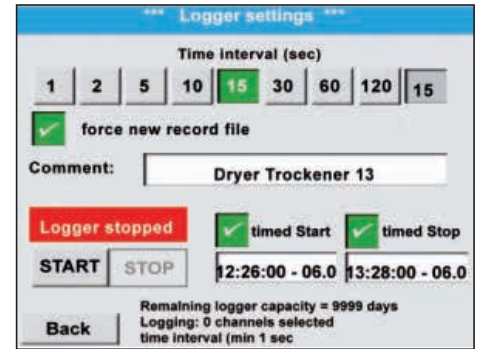 *** Logger settings ***
Time interval (sec)
1 2 5 10 15 30 60 120 15
force new record file
Comment: Dryer Trockener 13
Logger stopped timed Start timed Stop
START STOP 12:26:00 - 06.0 13:28:00 - 06.0
Remaining logger capacity = 9999 days
Back Logging: 0 channels selected
time interval (min 1 sec